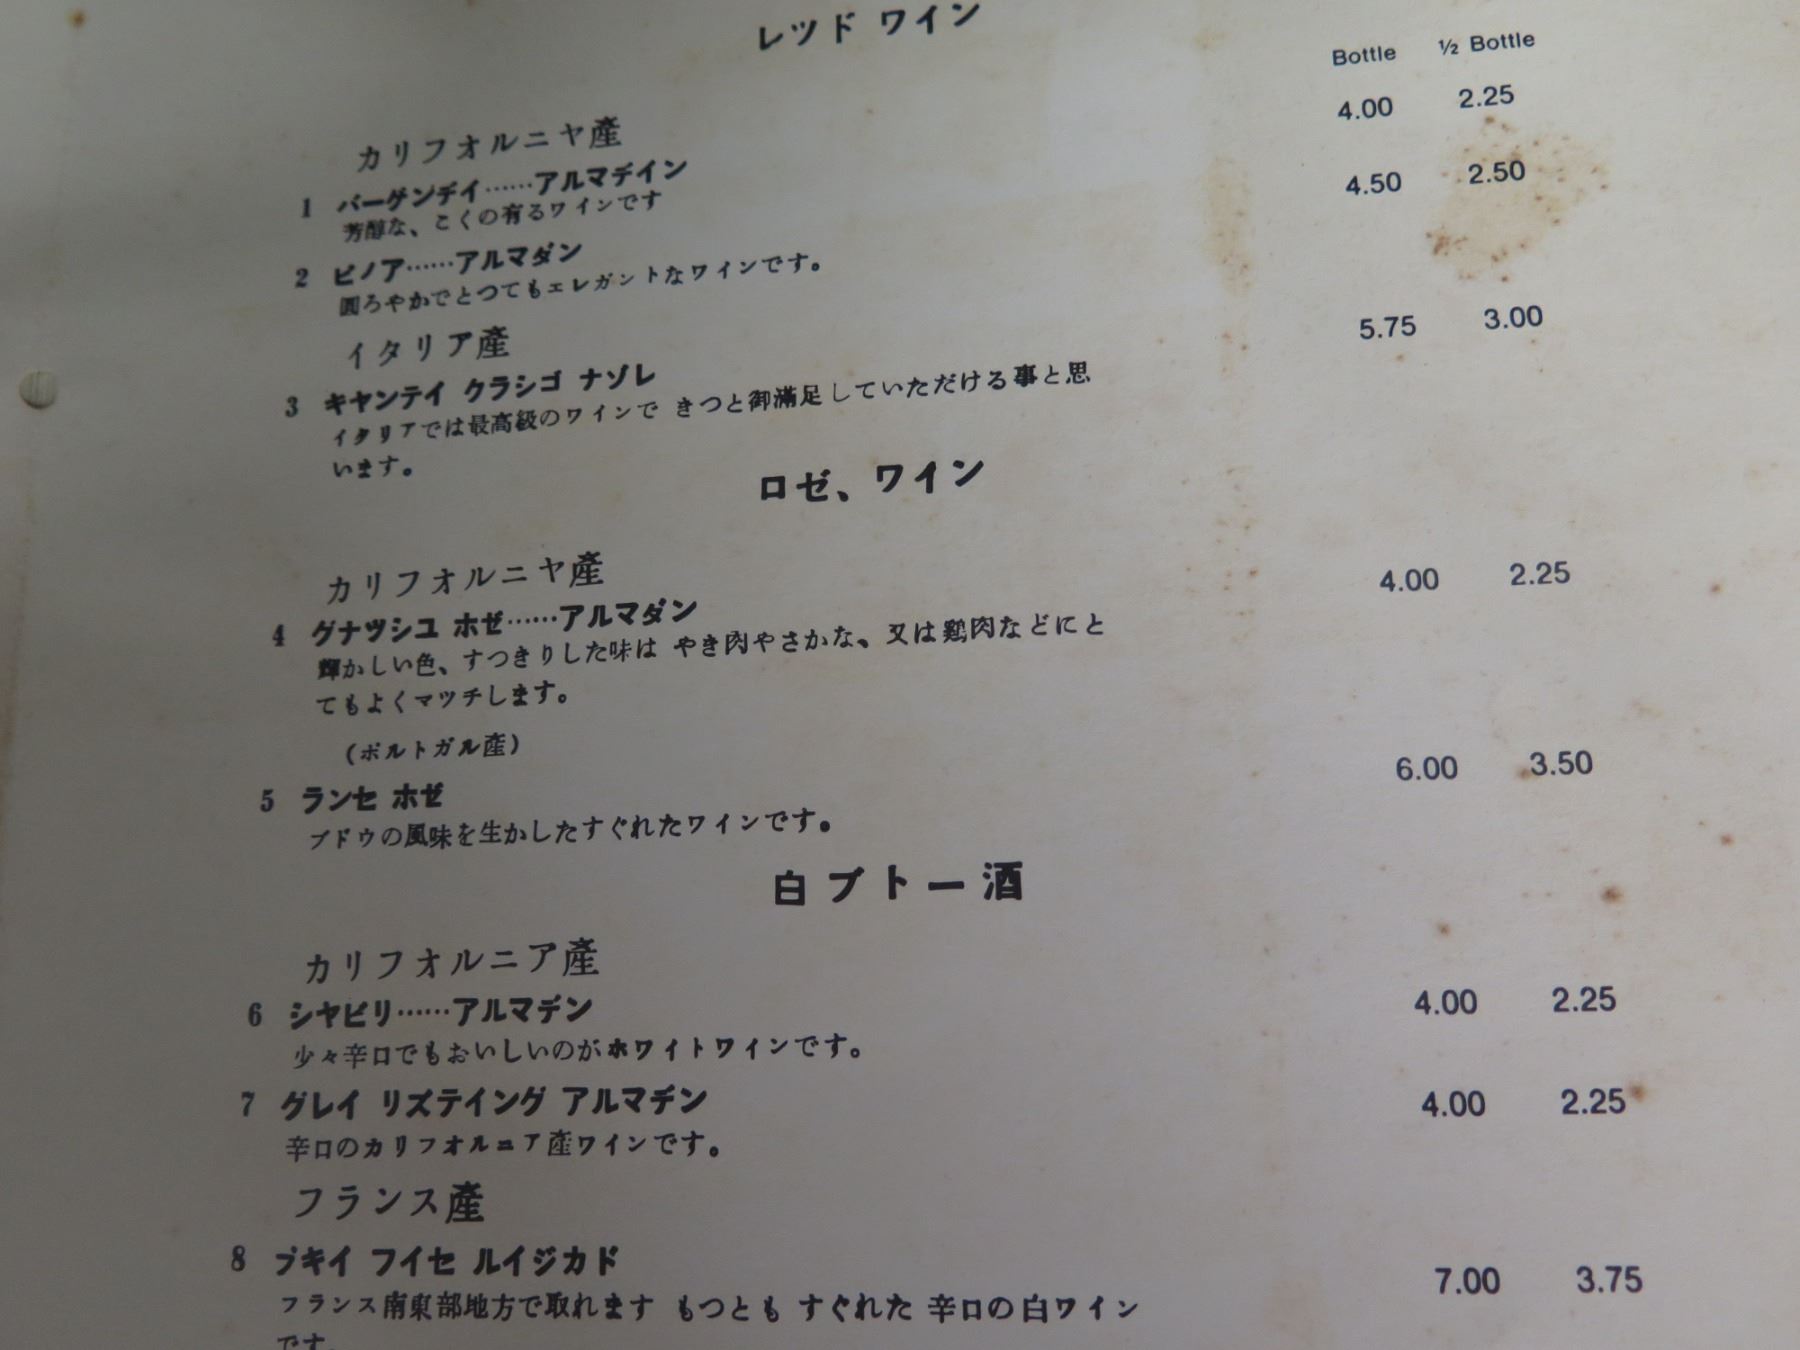 レツド ワイン
Bottle ½ Bottle
カリフオルニヤ産 4.00 2.25
1 バーゲンデイ……アルマデイン
芳醇な、こくの有るワインです
4.50 2.50
2 ピノア……アルマダン
圓ろやかでとつてもエレガントなワインです。
イタリア産 5.75 3.00
3 キヤンテイ クラシゴ ナゾレ
イタリアでは最高級のワインで きつと御滿足していただける事と思
います。
ロゼ、ワイン
カリフオルニヤ産 4.00 2.25
4 グナツシユ ホゼ……アルマダン
輝かしい色、すつきりした味は やき肉やさかな、又は鶏肉などにと
てもよくマツチします。
(ポルトガル産) 6.00 3.50
5 ランセ ホゼ
ブドウの風味を生かしたすぐれたワインです。
白ブトー酒
カリフオルニア産
6 シヤビリ……アルマデン 4.00 2.25
少々辛口でもおいしいのがホワイトワインです。
7 グレイ リズテイング アルマデン 4.00 2.25
辛口のカリフオルニア産ワインです。
フランス産
8 プキイ フイセ ルイジカド 7.00 3.75
フランス南東部地方で取れます もつとも すぐれた 辛口の白ワイン
です。